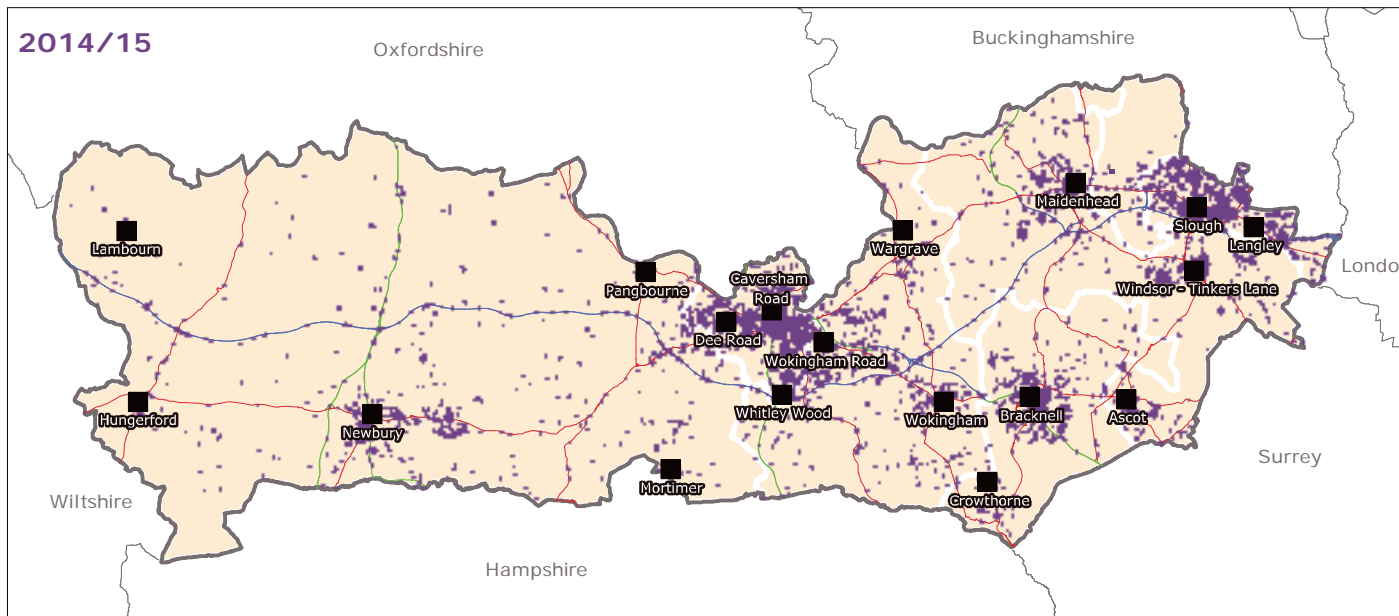 2014/15
Oxfordshire
Buckinghamshire
Maidenhead
Slough
Langley
Lambourn
Wargrave
Londo
Pangbourne
Caversham
Road
Windsor - Tinkers Lane
Dee Road
Wokingham Road
Hungerford
Newbury
Whitley Wood
Wokingham
Bracknell
Ascot
Surrey
Mortimer
Crowthorne
Wiltshire
Hampshire